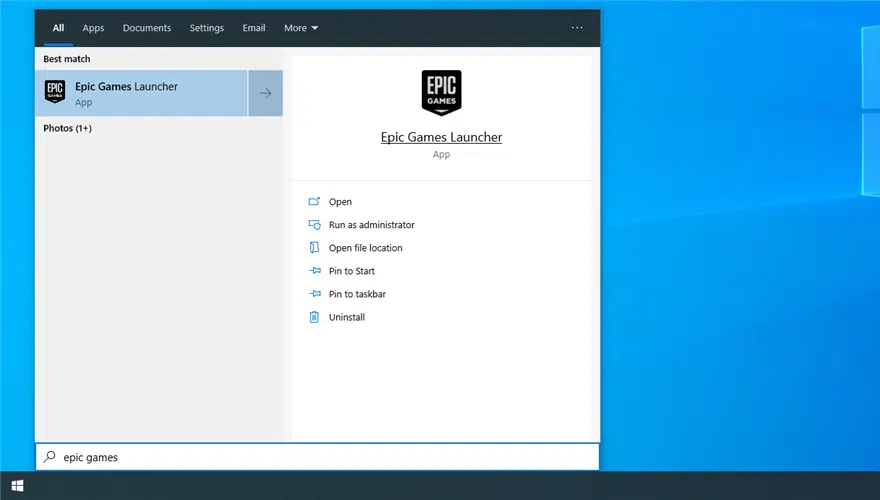 All Apps Documents Settings Email More ...
Best match
EPIC GAMES
Epic Games Launcher
App
Photos (1+)
EPIC
GAMES
Epic Games Launcher
App
Open
Run as administrator
Open file location
Pin to Start
Pin to taskbar
Uninstall
epic games